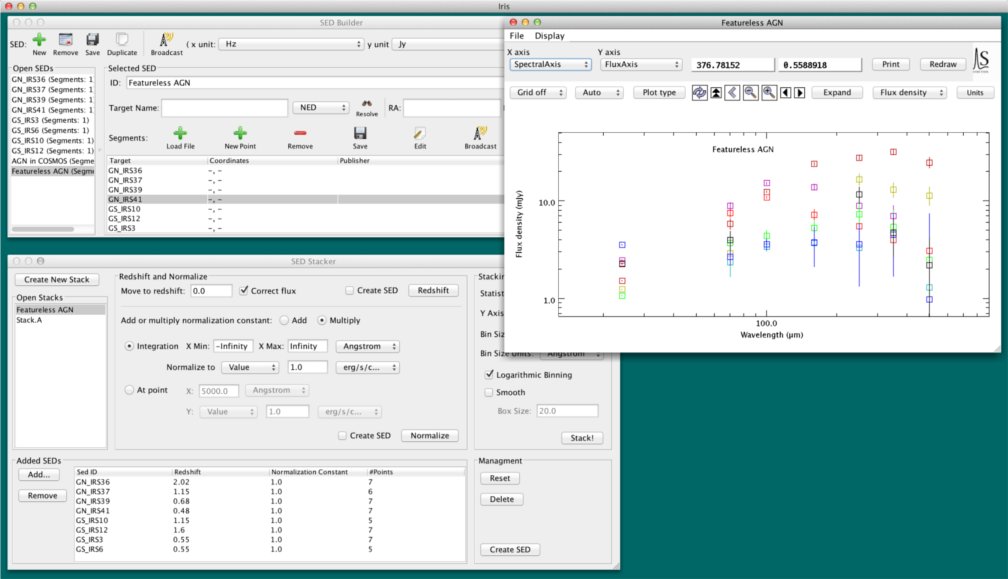 Iris
SED Builder
SED:
New
Remove
Save
Duplicate
Broadcast
( x unit: Hz
) y unit Jy
Open SEDs
GN_IRS36 (Segments: 1)
GN_IRS37 (Segments: 1)
GN_IRS39 (Segments: 1)
GN_IRS41 (Segments: 1)
GS_IRS3 (Segments: 1)
GS_IRS6 (Segments: 1)
GS_IRS10 (Segments: 1)
GS_IRS12 (Segments: 1)
AGN in COSMOS (Segme
Featureless AGN (Segme
Selected SED
ID: Featureless AGN
Target Name:
NED
Resolve
RA:
Segments:
Load File
New Point
Remove
Save
Edit
Broadcast
Target Coordinates Publisher
GN_IRS36 -, -
GN_IRS37 -, -
GN_IRS39 -, -
GN_IRS41 -, -
GS_IRS10 -, -
GS_IRS12 -, -
GS_IRS3 -, -
Featureless AGN
File Display
X axis Y axis
SpectralAxis FluxAxis 376.78152 0.5588918 Print Redraw
Grid off Auto Plot type Expand Flux density Units
Featureless AGN
Flux density (mJy)
10.0
1.0
100.0
Wavelength (μm)
SED Stacker
Create New Stack
Open Stacks
Featureless AGN
Stack.A
Redshift and Normalize
Move to redshift: 0.0 Correct flux Create SED Redshift
Add or multiply normalization constant: Add Multiply
Integration X Min: -Infinity X Max: Infinity Angstrom
Normalize to Value 1.0 erg/s/c...
At point X: 5000.0 Angstrom
Y: Value 1.0 erg/s/c...
Create SED Normalize
Stackin
Statist
Y Axis
Bin Siz
Bin Size Units: Angstrom
Logarithmic Binning
Smooth
Box Size: 20.0
Stack!
Added SEDs
Add...
Remove
Sed ID Redshift Normalization Constant #Points
GN_IRS36 2.02 1.0 7
GN_IRS37 1.15 1.0 6
GN_IRS39 0.68 1.0 7
GN_IRS41 0.48 1.0 7
GS_IRS10 1.15 1.0 5
GS_IRS12 1.6 1.0 7
GS_IRS3 0.55 1.0 7
GS_IRS6 0.55 1.0 5
Managment
Reset
Delete
Create SED